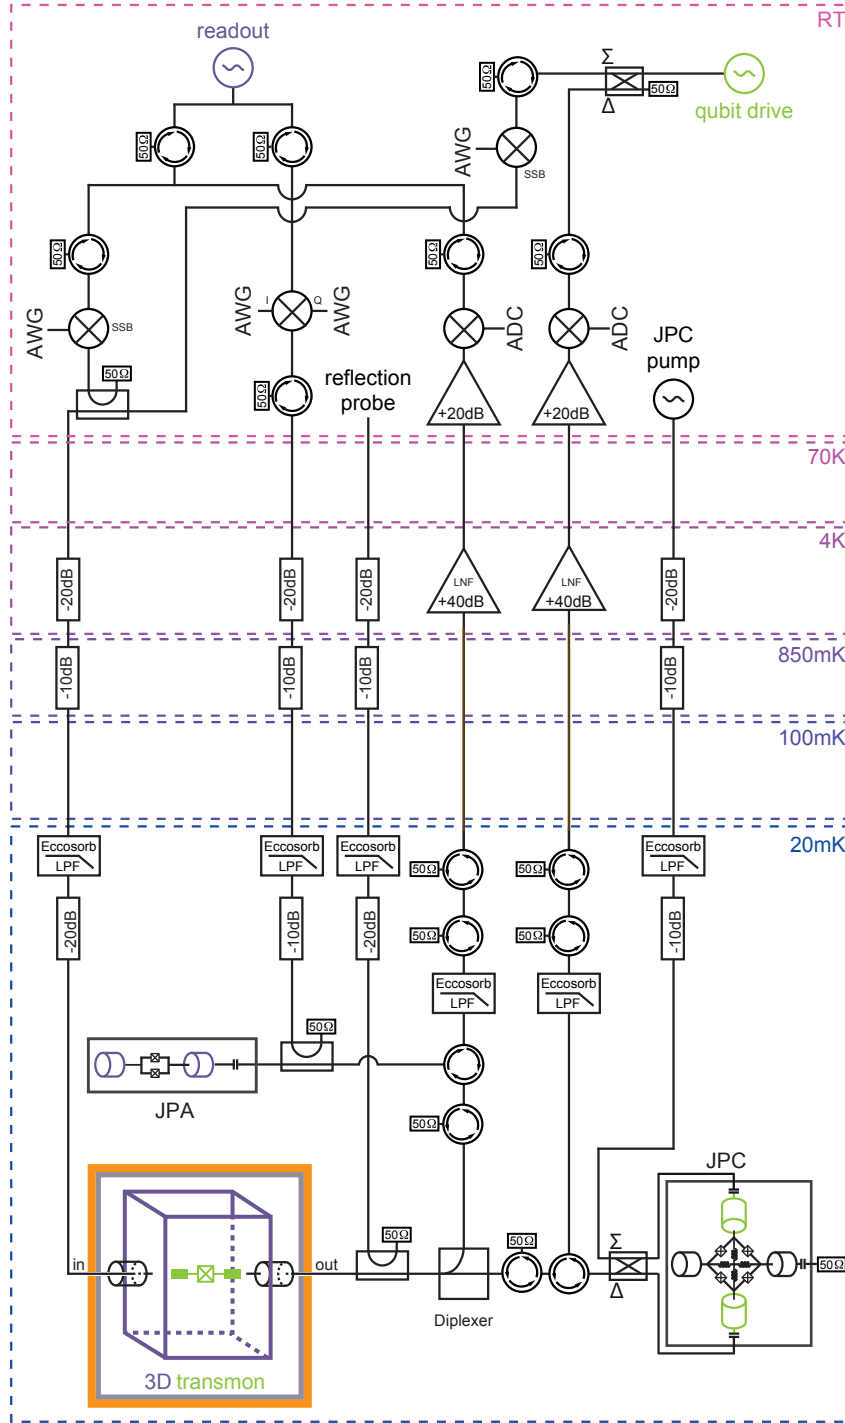 RT
readout
Σ
50Ω
50Ω
Δ
qubit drive
50Ω
50Ω
AWG
SSB
50Ω
50Ω
50Ω
AWG
I
Q
AWG
AWG
SSB
ADC
ADC
JPC
pump
50Ω
reflection
probe
50Ω
+20dB
+20dB
70K
4K
-20dB
-20dB
-20dB
LNF
+40dB
LNF
+40dB
-20dB
850mK
-10dB
-10dB
-10dB
-10dB
100mK
20mK
Eccosorb
LPF
Eccosorb
LPF
Eccosorb
LPF
50Ω
50Ω
Eccosorb
LPF
-20dB
-10dB
-20dB
50Ω
50Ω
-10dB
Eccosorb
LPF
Eccosorb
LPF
50Ω
JPA
50Ω
JPC
50Ω
50Ω
Σ
in
out
50Ω
Δ
Diplexer
3D transmon